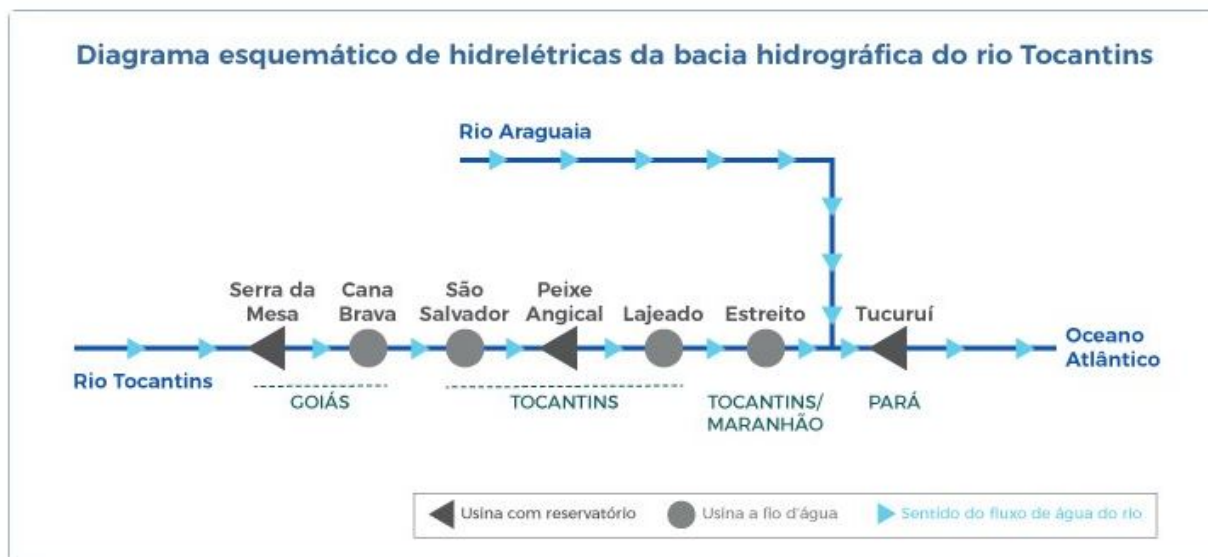 Diagrama esquemático de hidrelétricas da bacia hidrográfica do rio Tocantins
Rio Araguaia
Serra da
Mesa
Cana
Brava
São
Salvador
Peixe
Angical
Lajeado
Estreito
Tucuruí
Oceano
Atlântico
Rio Tocantins
GOIÁS
TOCANTINS
TOCANTINS/
MARANHÃO
PARÁ
Usina com reservatório
Usina a fio d'água
Sentido do fluxo de água do rio